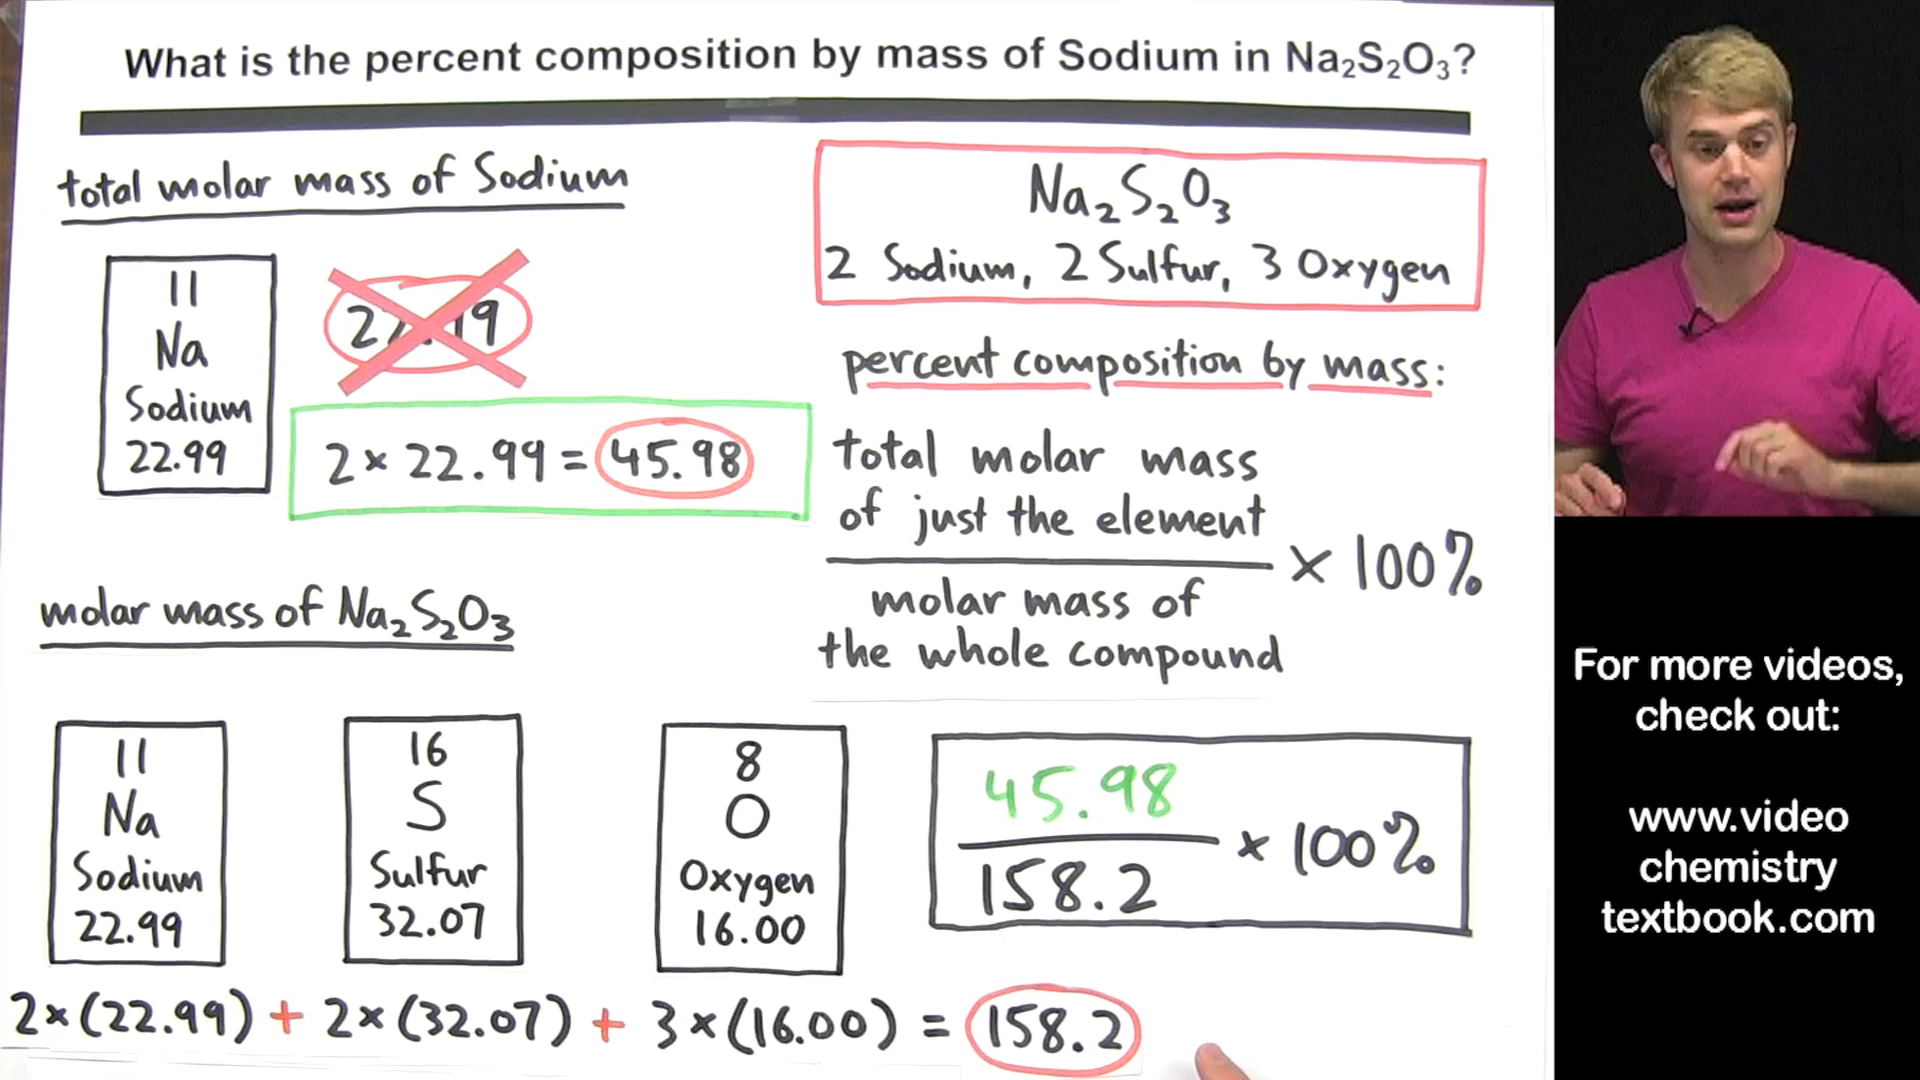 What is the percent composition by mass of Sodium in Na₂S₂O₃?
total molar mass of Sodium
11
Na
Sodium
22.99
2 × 22.99 = 45.98
Na₂S₂O₃
2 Sodium, 2 Sulfur, 3 Oxygen
percent composition by mass:
total molar mass
of just the element
molar mass of
the whole compound
× 100%
molar mass of Na₂S₂O₃
11
Na
Sodium
22.99
16
S
Sulfur
32.07
8
O
Oxygen
16.00
45.98
158.2
× 100%
2×(22.99) + 2×(32.07) + 3×(16.00) = 158.2
For more videos,
check out:
www.video
chemistry
textbook.com